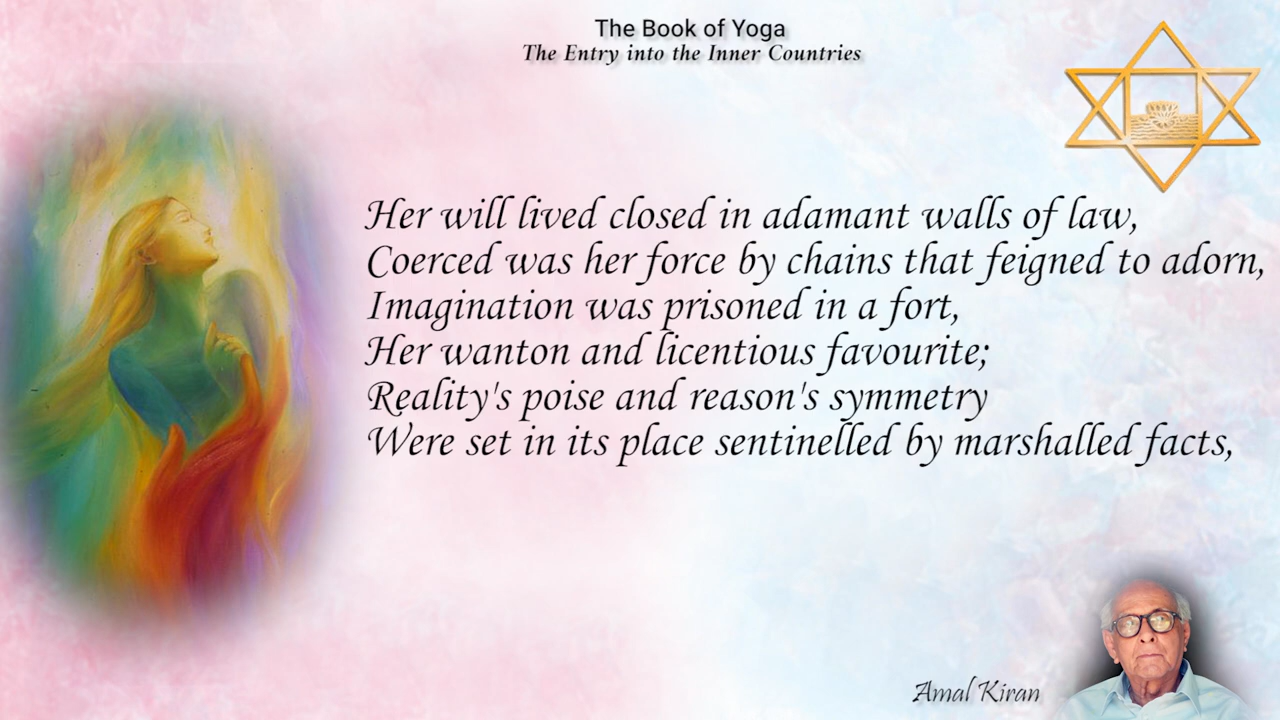 The Book of Yoga
The Entry into the Inner Countries
Her will lived closed in adamant walls of law,
Coerced was her force by chains that feigned to adorn,
Imagination was prisoned in a fort,
Her wanton and licentious favourite;
Reality's poise and reason's symmetry
Were set in its place sentinelled by marshalled facts,
Amal Kiran